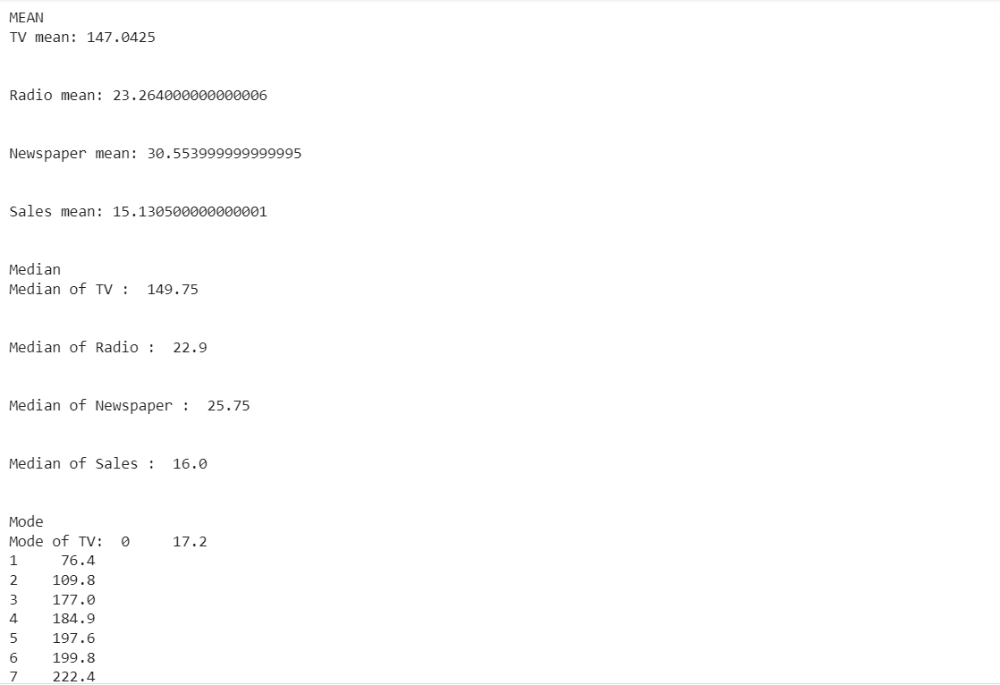 MEAN
TV mean: 147.0425
Radio mean: 23.264000000000006
Newspaper mean: 30.553999999999995
Sales mean: 15.130500000000001
Median
Median of TV :  149.75
Median of Radio :  22.9
Median of Newspaper :  25.75
Median of Sales :  16.0
Mode
Mode of TV:  0     17.2
1     76.4
2    109.8
3    177.0
4    184.9
5    197.6
6    199.8
7    222.4